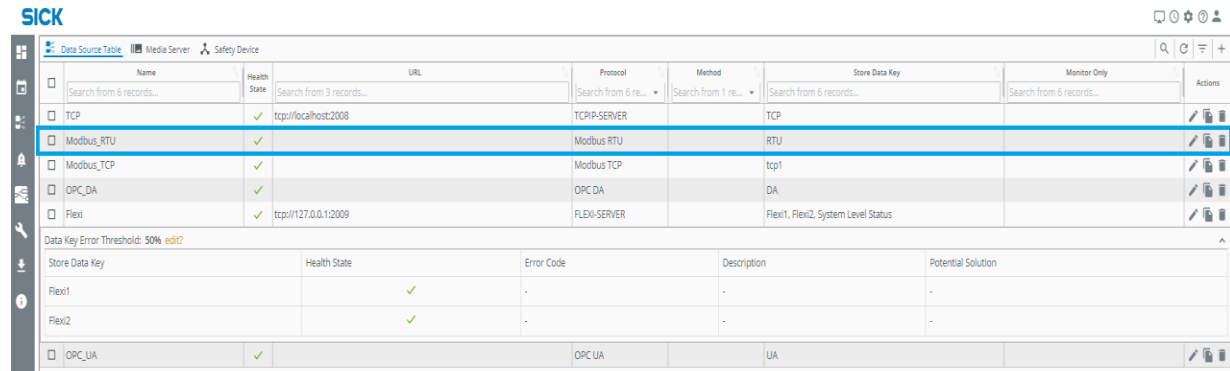 SICK
Data Source Table Media Server Safety Device
Name Health State URL Protocol Method Store Data Key Monitor Only Actions
Search from 6 records... Search from 3 records... Search from 6 re... Search from 1 re... Search from 6 records... Search from 6 records...
TCP tcp://localhost:2008 TCPIP-SERVER TCP
Modbus_RTU Modbus RTU RTU
Modbus_TCP Modbus TCP tcp1
OPC_DA OPC DA DA
Flexi tcp://127.0.0.1:2009 FLEXI-SERVER Flexi1, Flexi2, System Level Status
Data Key Error Threshold: 50% edit?
Store Data Key Health State Error Code Description Potential Solution
Flexi1 - - -
Flexi2 - - -
OPC_UA OPC UA UA